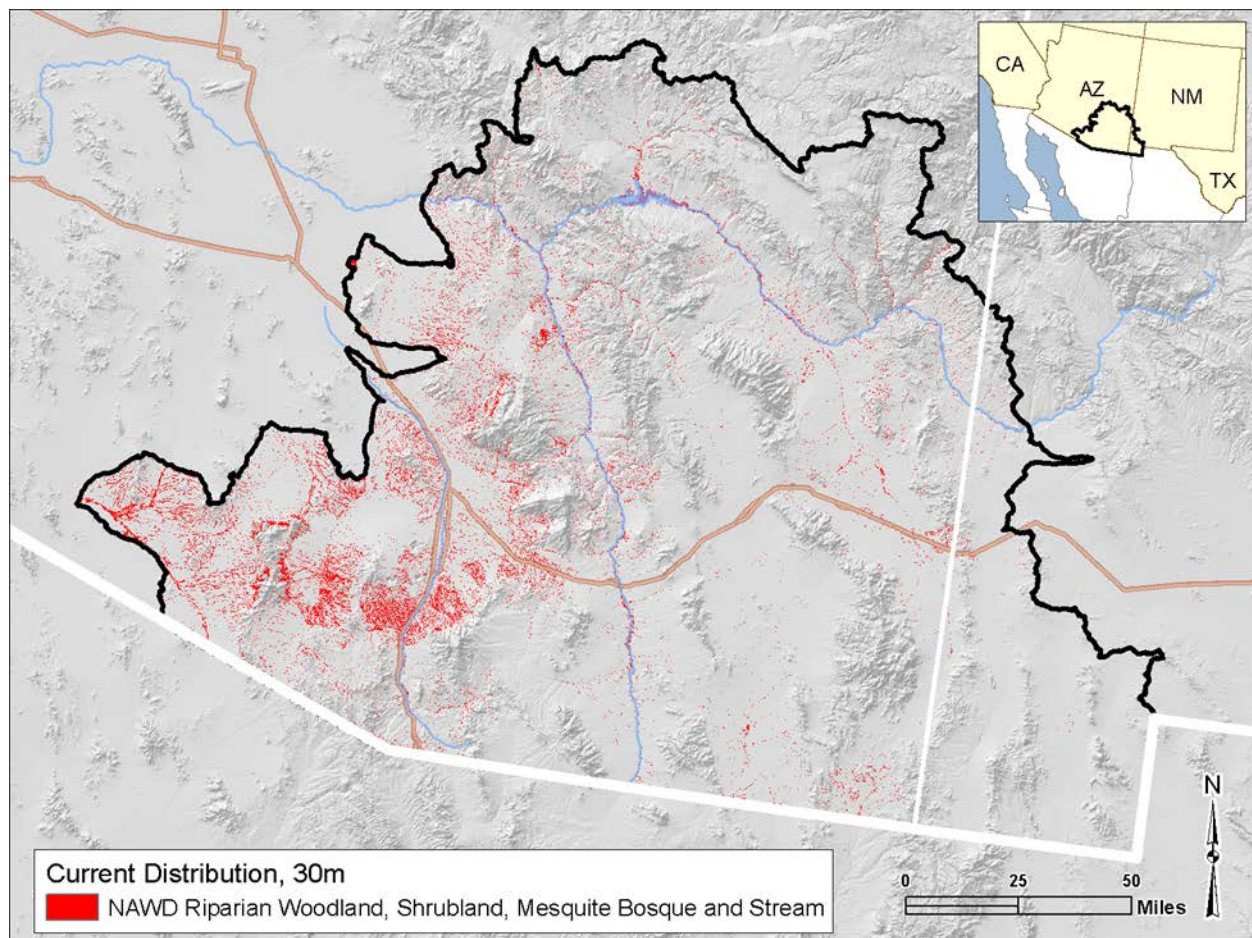 CA
AZ
NM
TX
N
Current Distribution, 30m
NAWD Riparian Woodland, Shrubland, Mesquite Bosque and Stream
0 25 50
Miles